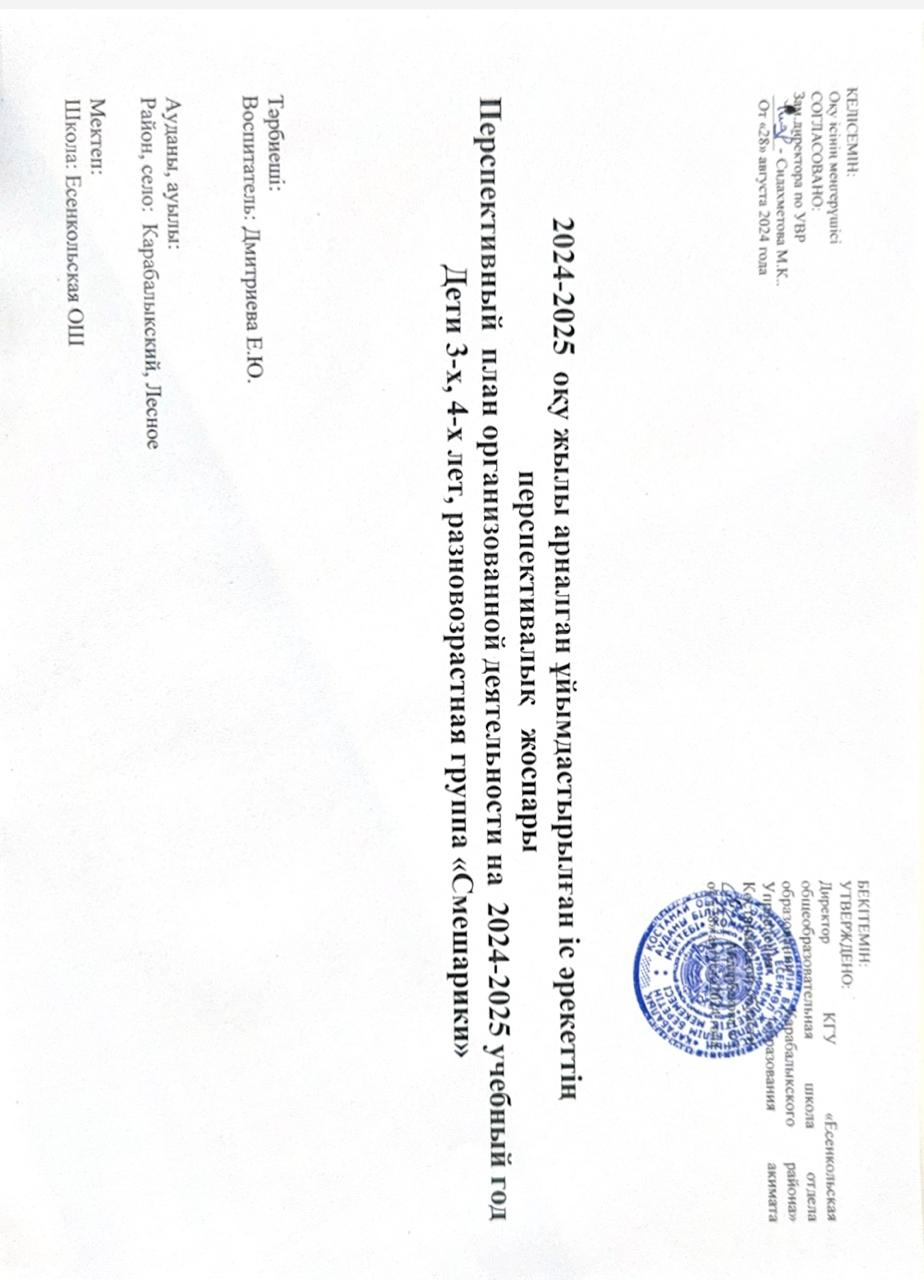 КЕЛІСЕМІН:
Оқу ісінің меңгерушісі
СОГЛАСОВАНО:
Зам.директора по УВР
- Сидахметова М.К..
От «28» августа 2024 года
БЕКІТЕМІН:
УТВЕРЖДЕНО:
Директор КГУ «Есенкольская
общеобразовательная школа отдела
образования Карабалыкского района»
Управления образования акимата
2024-2025 оқу жылы арналган ұйымдастырылған іс әрекеттің
перспективалық жоспары
Перспективный план организованной деятельности на 2024-2025 учебный год
Дети 3-х, 4-х лет, разновозрастная группа «Смешарики»
Тәрбиеші:
Воспитатель: Дмитриева Е.Ю.
Ауданы, ауылы:
Район, село: Карабалыкский, Лесное
Мектеп:
Школа: Есенкольская ОШ